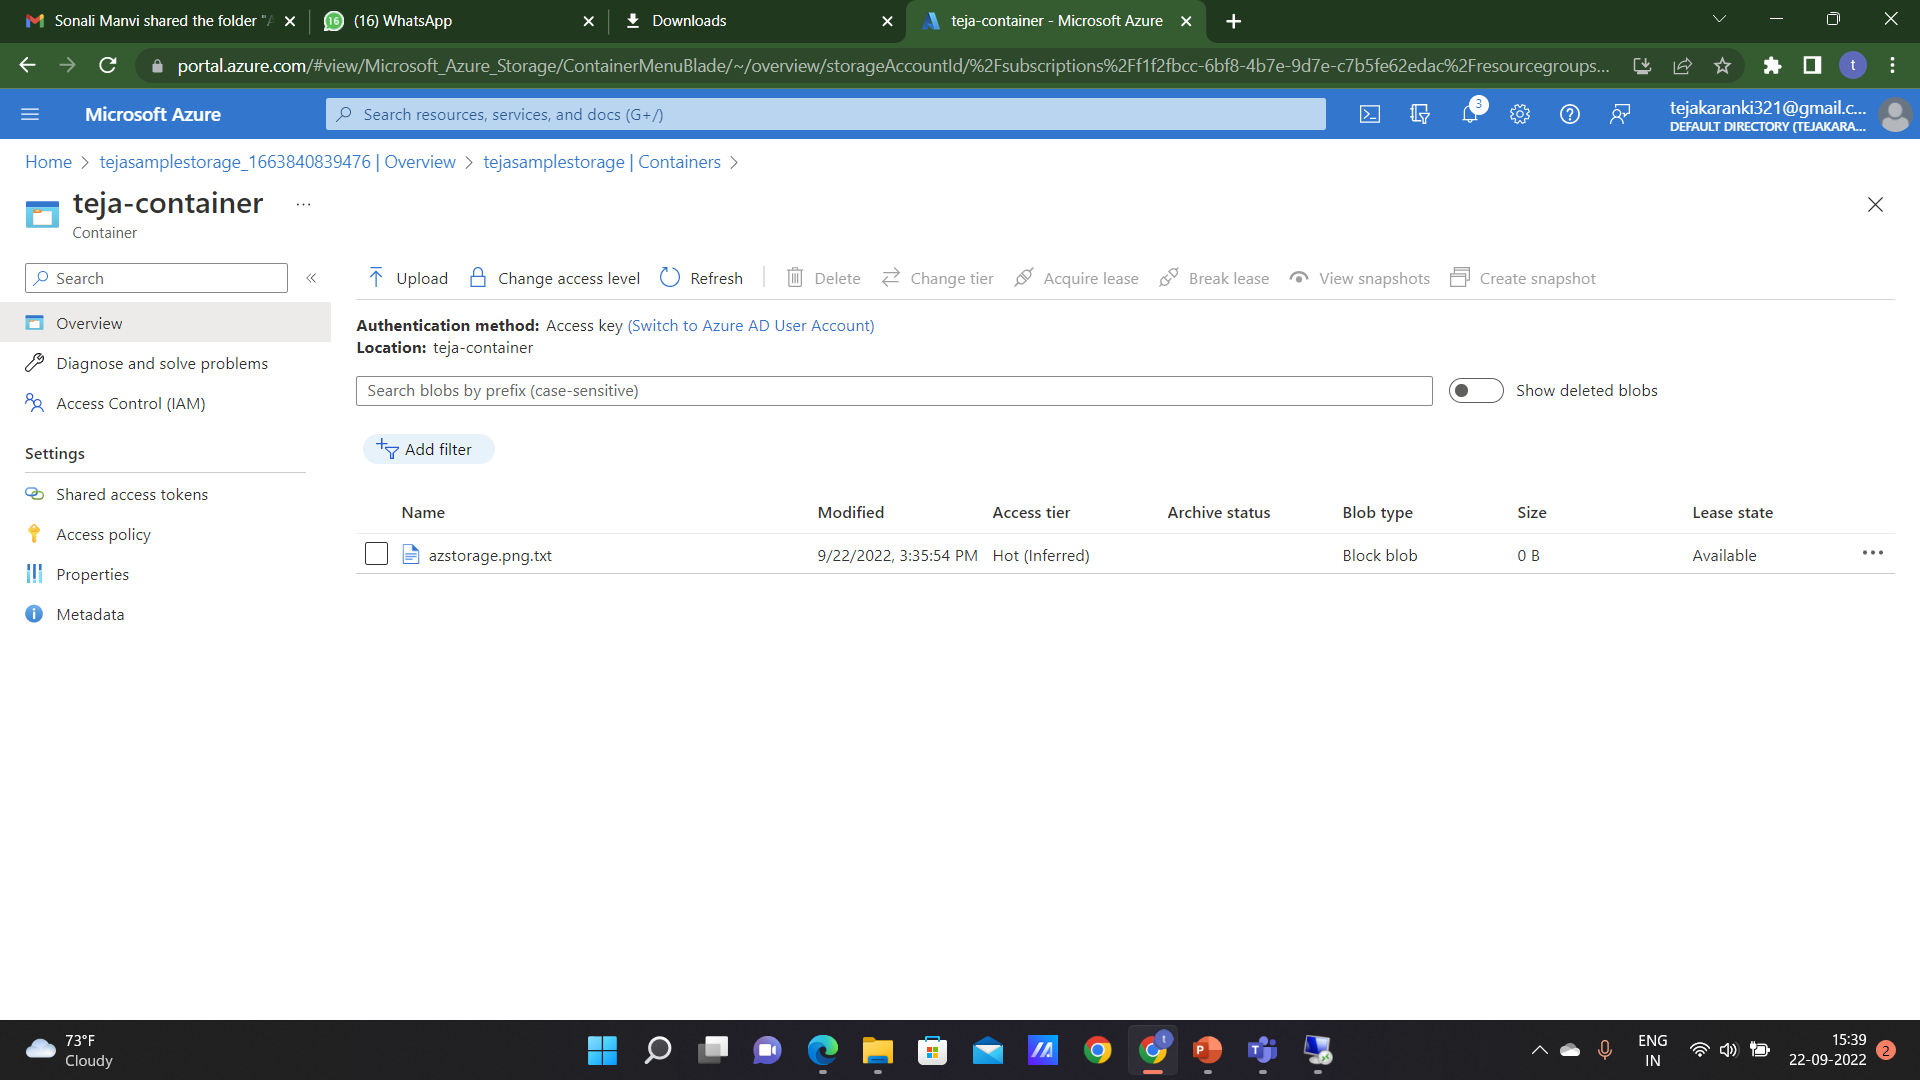 Sonali Manvi shared the folder "A
(16) WhatsApp
Downloads
teja-container - Microsoft Azure
portal.azure.com/#view/Microsoft_Azure_Storage/ContainerMenuBlade/~/overview/storageAccountId/%2Fsubscriptions%2Ff1f2fbcc-6bf8-4b7e-9d7e-c7b5fe62edac%2Fresourcegroups...
t
Microsoft Azure
Search resources, services, and docs (G+/)
3
tejakaranki321@gmail.c...
DEFAULT DIRECTORY (TEJAKARA...
Home > tejasamplestorage_1663840839476 | Overview > tejasamplestorage | Containers >
teja-container ...
Container
Search
Upload Change access level Refresh Delete Change tier Acquire lease Break lease View snapshots Create snapshot
Overview
Diagnose and solve problems
Access Control (IAM)
Settings
Shared access tokens
Access policy
Properties
Metadata
Authentication method: Access key (Switch to Azure AD User Account)
Location: teja-container
Search blobs by prefix (case-sensitive)
Show deleted blobs
Add filter
Name Modified Access tier Archive status Blob type Size Lease state
azstorage.png.txt 9/22/2022, 3:35:54 PM Hot (Inferred) Block blob 0 B Available ...
73°F
Cloudy
ENG
IN
15:39
22-09-2022
2